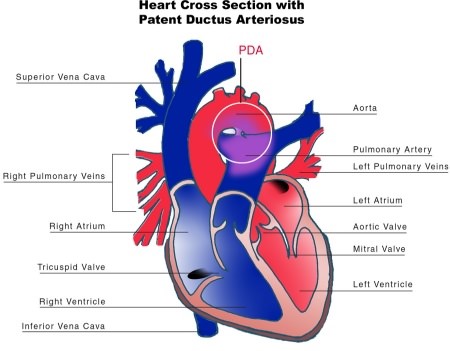 Heart Cross Section with
Patent Ductus Arteriosus
PDA
Superior Vena Cava
Aorta
Pulmonary Artery
Left Pulmonary Veins
Right Pulmonary Veins
Left Atrium
Right Atrium
Aortic Valve
Mitral Valve
Tricuspid Valve
Left Ventricle
Right Ventricle
Inferior Vena Cava